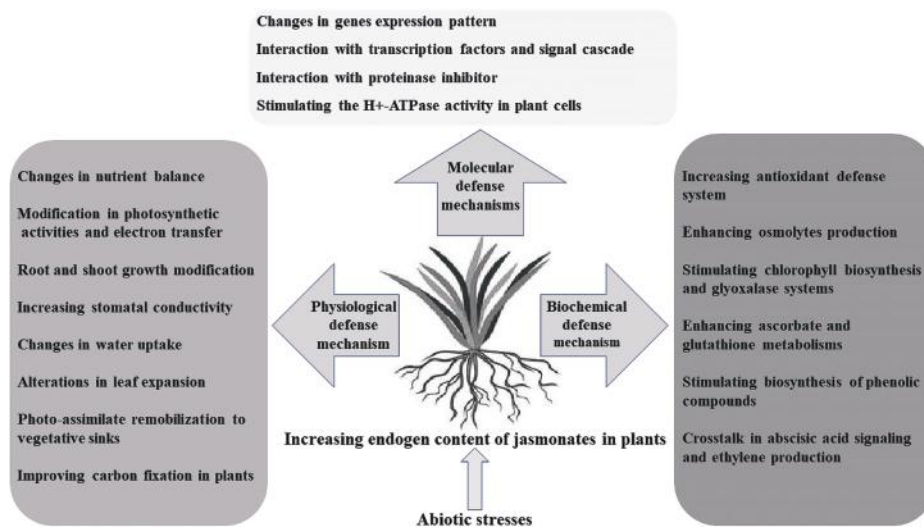 Changes in genes expression pattern
Interaction with transcription factors and signal cascade
Interaction with proteinase inhibitor
Stimulating the H+-ATPase activity in plant cells
Molecular
defense
mechanisms
Changes in nutrient balance
Modification in photosynthetic
activities and electron transfer
Root and shoot growth modification
Increasing stomatal conductivity
Changes in water uptake
Alterations in leaf expansion
Photo-assimilate remobilization to
vegetative sinks
Improving carbon fixation in plants
Physiological
defense
mechanism
Biochemical
defense
mechanism
Increasing antioxidant defense
system
Enhancing osmolytes production
Stimulating chlorophyll biosynthesis
and glyoxalase systems
Enhancing ascorbate and
glutathione metabolisms
Stimulating biosynthesis of phenolic
compounds
Crosstalk in abscisic acid signaling
and ethylene production
Increasing endogen content of jasmonates in plants
Abiotic stresses